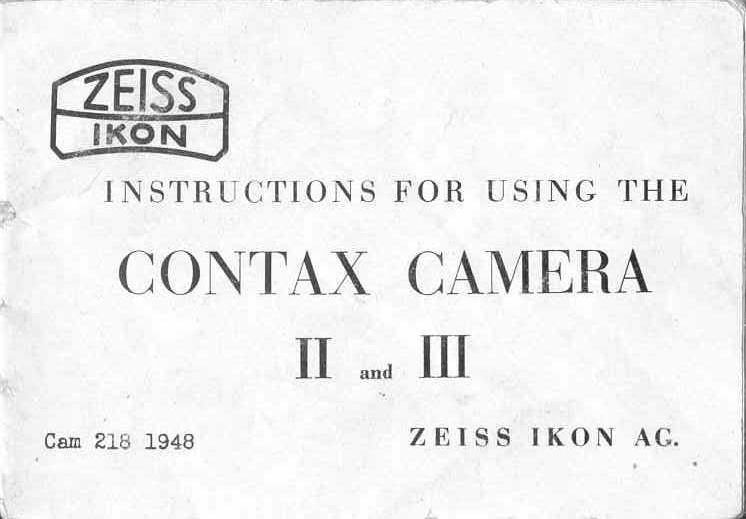 ZEISS
IKON
INSTRUCTIONS FOR USING THE
CONTAX CAMERA
II and III
Cam 218 1948
ZEISS IKON AG.